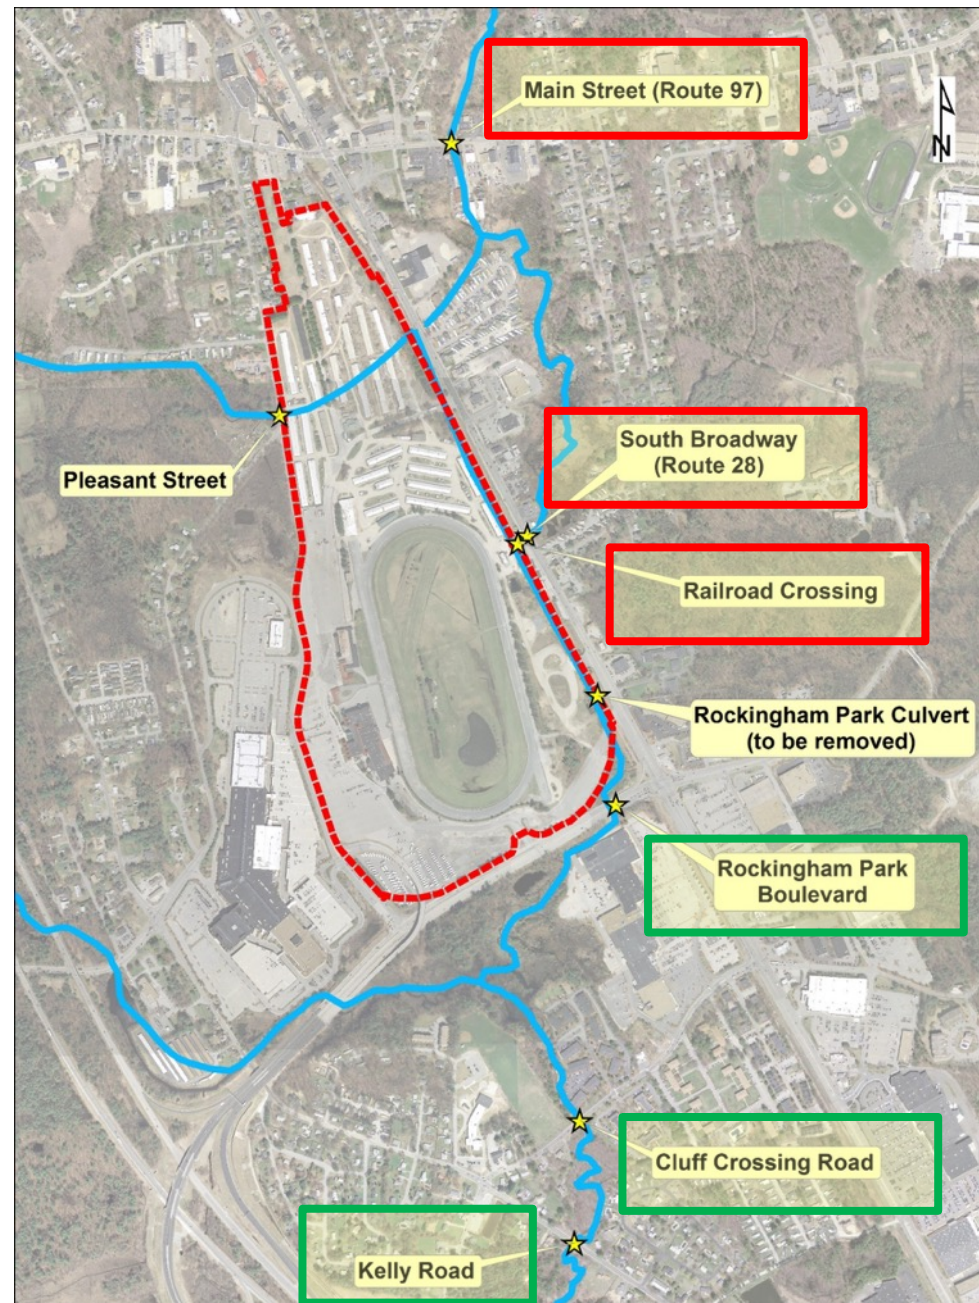 Main Street (Route 97)
N
South Broadway
(Route 28)
Pleasant Street
Railroad Crossing
Rockingham Park Culvert
(to be removed)
Rockingham Park
Boulevard
Cluff Crossing Road
Kelly Road